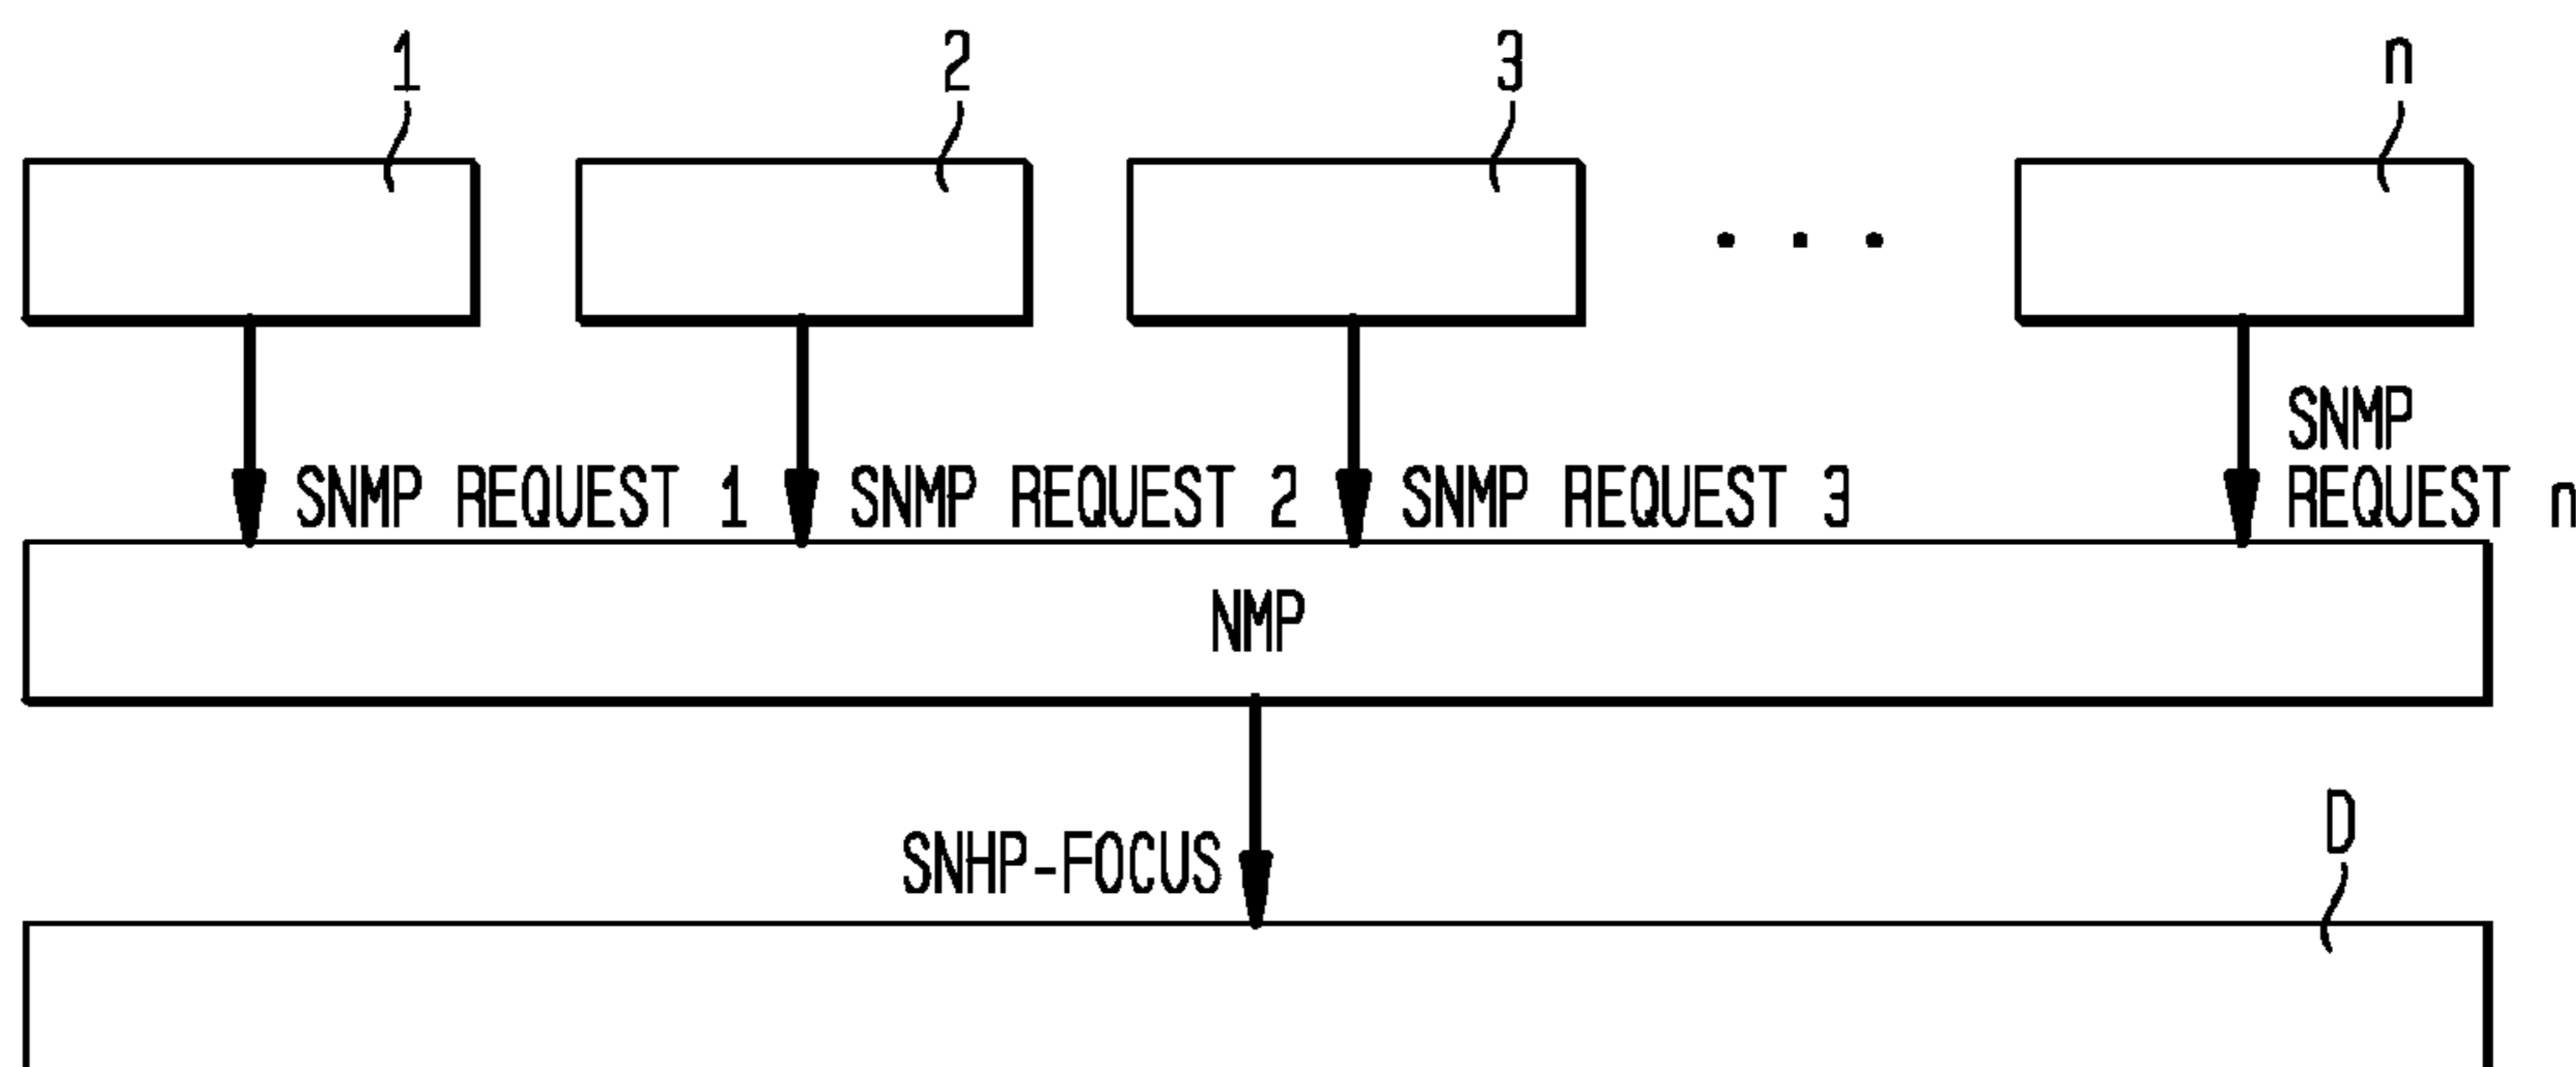 1
2
3
n
SNMP REQUEST 1
SNMP REQUEST 2
SNMP REQUEST 3
SNMP
REQUEST n
NMP
SNHP-FOCUS
D